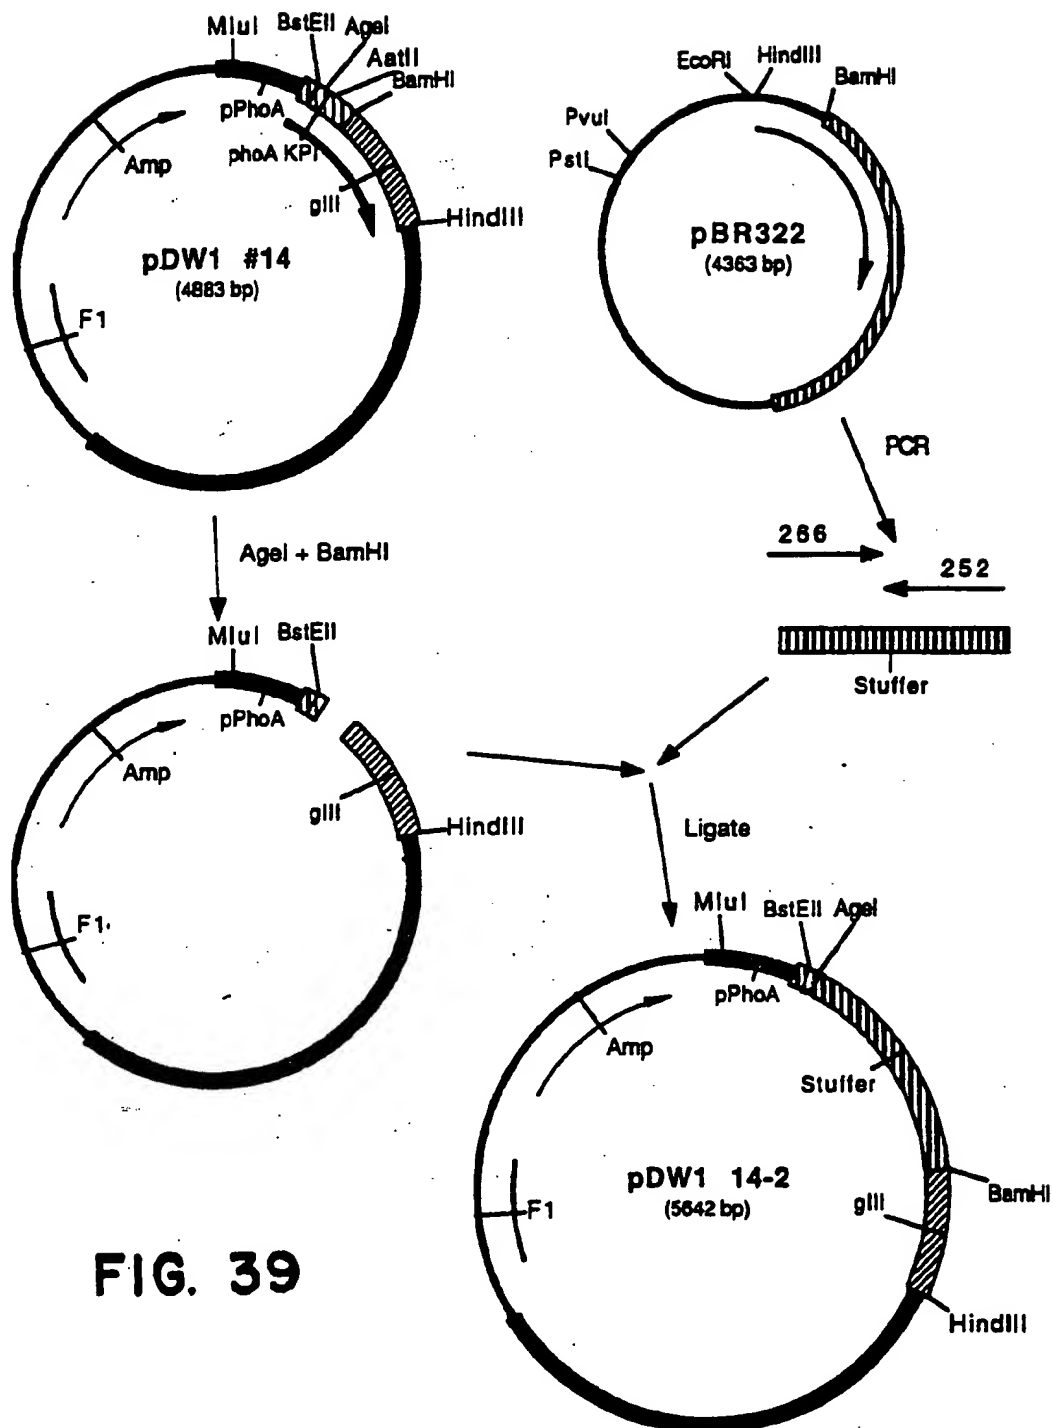 MluI
BstEII
AgeI
AatII
BamHI
pPhoA
phoA KPI
gIII
HindIII
Amp
F1
pDW1 #14
(4883 bp)
EcoRI
HindIII
BamHI
PvuI
PstI
pBR322
(4363 bp)
PCR
266
252
Stuffer
AgeI + BamHI
MluI
BstEII
pPhoA
Amp
gIII
HindIII
F1
Ligate
MluI
BstEII
AgeI
pPhoA
Amp
Stuffer
BamHI
gIII
HindIII
F1
pDW1 14-2
(5642 bp)
FIG. 39